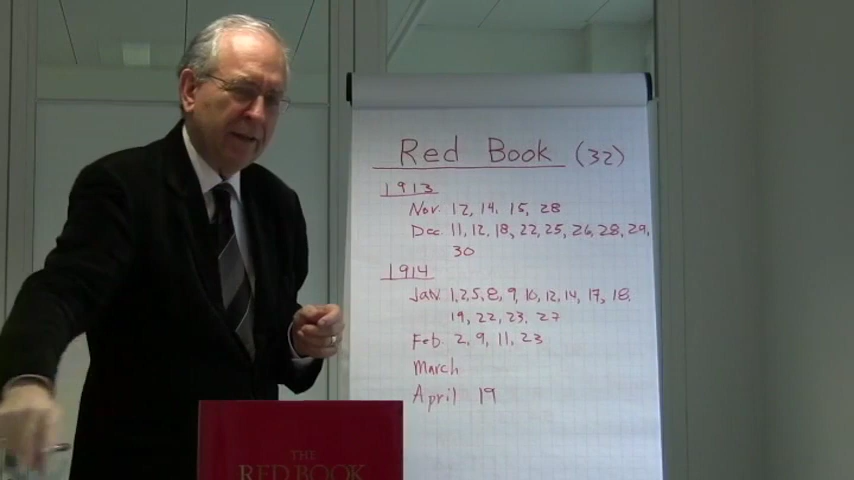 Red Book (32)
1913
Nov. 12, 14, 15, 28
Dec 11, 12, 18, 22, 25, 26, 28, 29,
30
1914
Jan 1, 2, 5, 8, 9, 10, 12, 14, 17, 18,
19, 22, 23, 27
Feb. 2, 9, 11, 23
March
April 19
THE
RED BOOK